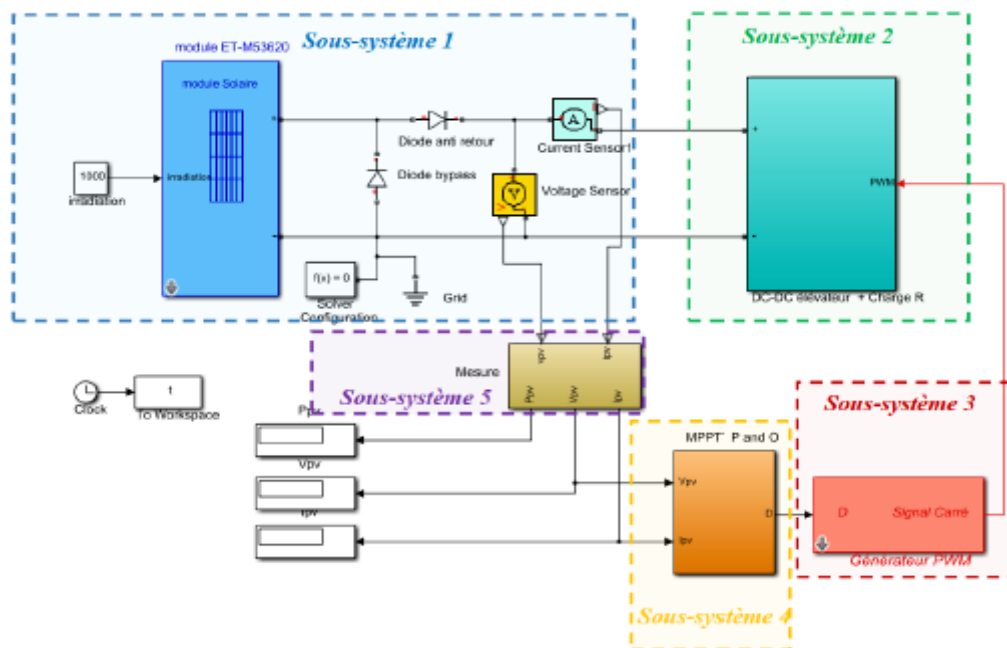 Sous-système 1
module ET-M53620
module Solaire
+
Diode anti retour
A
Current Sensor1
Diode bypass
V
Voltage Sensor
1000
irradiation
irradiation
-
f(x) = 0
Solver
Configuration
Grid
Sous-système 2
+
PWM
-
DC-DC élévateur + Charge R
Vpv
Ipv
Mesure
Ppv
Vpv
Ipv
Sous-système 5
Clock
t
To Workspace
Ppv
Vpv
Ipv
Sous-système 3
D
Signal Carré
Générateur PWM
MPPT P and O
Vpv
D
Ipv
Sous-système 4